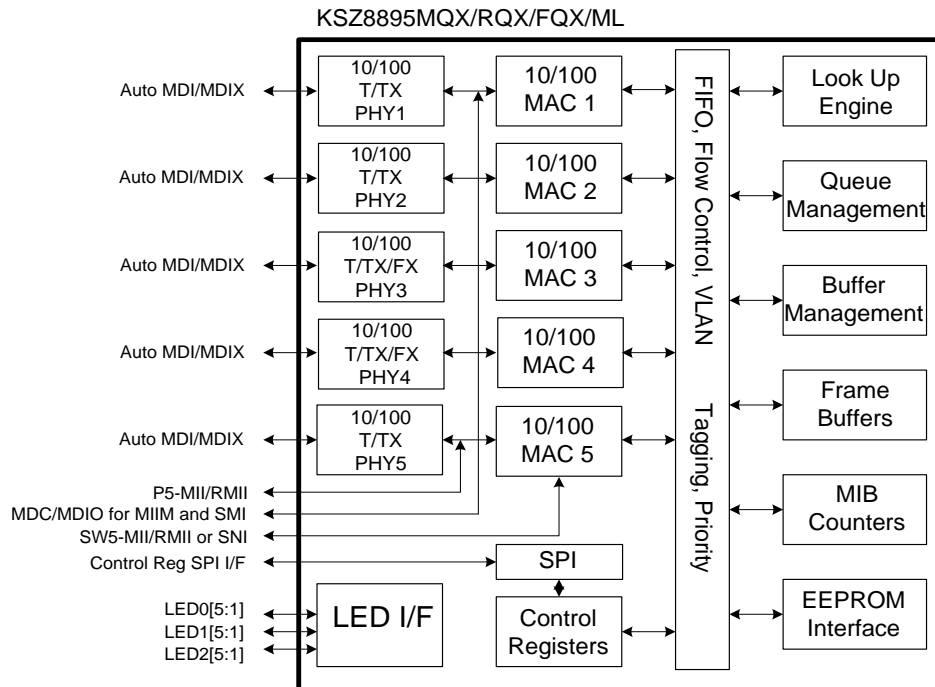 KSZ8895MQX/RQX/FQX/ML
Auto MDI/MDIX
10/100
T/TX
PHY1
10/100
MAC 1
Look Up
Engine
Auto MDI/MDIX
10/100
T/TX
PHY2
10/100
MAC 2
Queue
Management
Auto MDI/MDIX
10/100
T/TX/FX
PHY3
10/100
MAC 3
Buffer
Management
Auto MDI/MDIX
10/100
T/TX/FX
PHY4
10/100
MAC 4
Frame
Buffers
Auto MDI/MDIX
10/100
T/TX
PHY5
10/100
MAC 5
FIFO, Flow Control, VLAN Tagging, Priority
P5-MII/RMII
MDC/MDIO for MIIM and SMI
SW5-MII/RMII or SNI
Control Reg SPI I/F
MIB
Counters
SPI
LED0[5:1]
LED1[5:1]
LED2[5:1]
LED I/F
Control
Registers
EEPROM
Interface